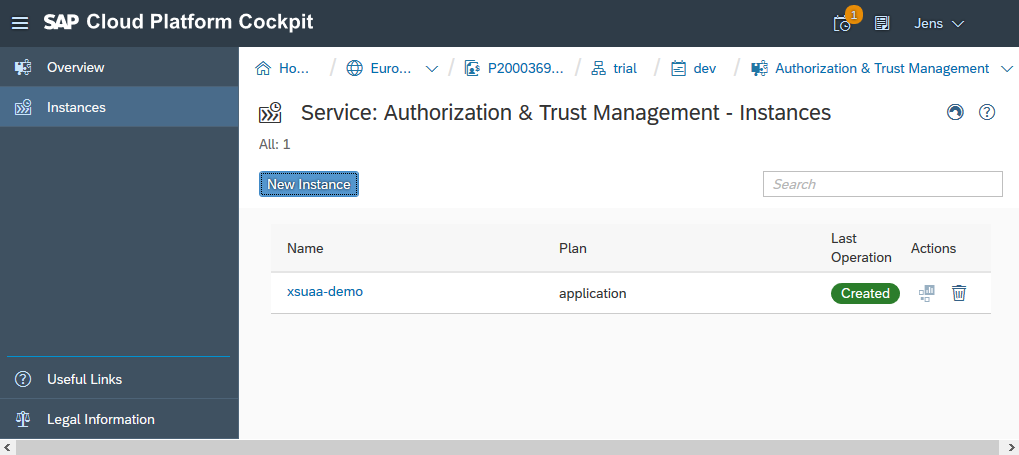 SAP Cloud Platform Cockpit
1
Jens
Overview
Instances
Useful Links
Legal Information
Ho... / Euro... / P2000369... / trial / dev / Authorization & Trust Management
Service: Authorization & Trust Management - Instances
All: 1
New Instance
Search
Name Plan Last Operation Actions
xsuaa-demo application Created